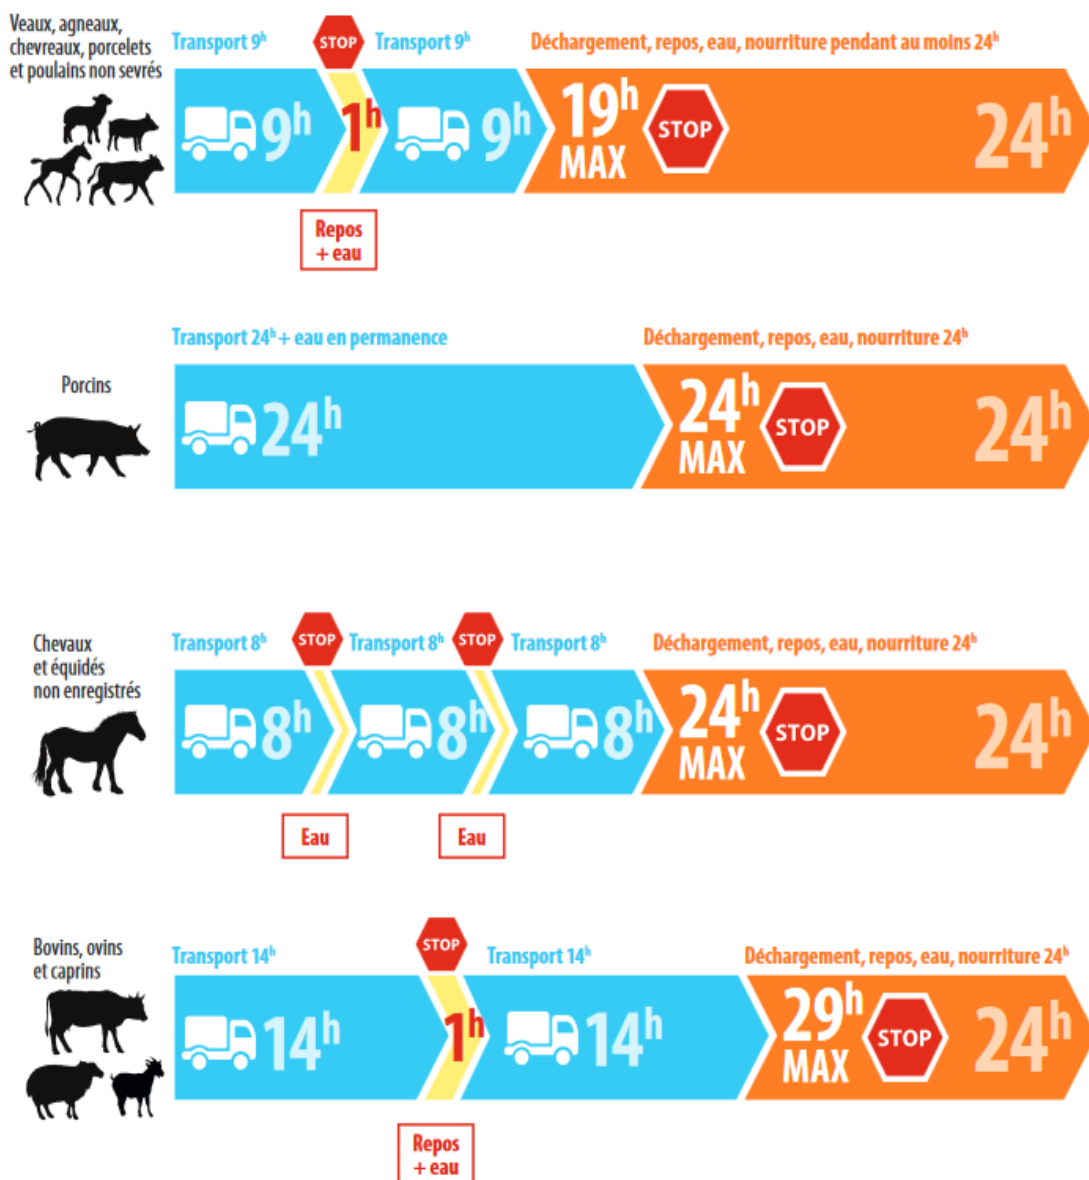 Veaux, agneaux,
chevreaux, porcelets
et poulains non sevrés
Transport 9h
STOP
Transport 9h
Déchargement, repos, eau, nourriture pendant au moins 24h
9h
1h
9h
19h
MAX
STOP
24h
Repos
+ eau
Transport 24h + eau en permanence
Déchargement, repos, eau, nourriture 24h
Porcins
24h
24h
MAX
STOP
24h
Chevaux
et équidés
non enregistrés
Transport 8h
STOP
Transport 8h
STOP
Transport 8h
Déchargement, repos, eau, nourriture 24h
8h
8h
8h
24h
MAX
STOP
24h
Eau
Eau
Bovins, ovins
et caprins
Transport 14h
STOP
Transport 14h
Déchargement, repos, eau, nourriture 24h
14h
1h
14h
29h
MAX
STOP
24h
Repos
+ eau